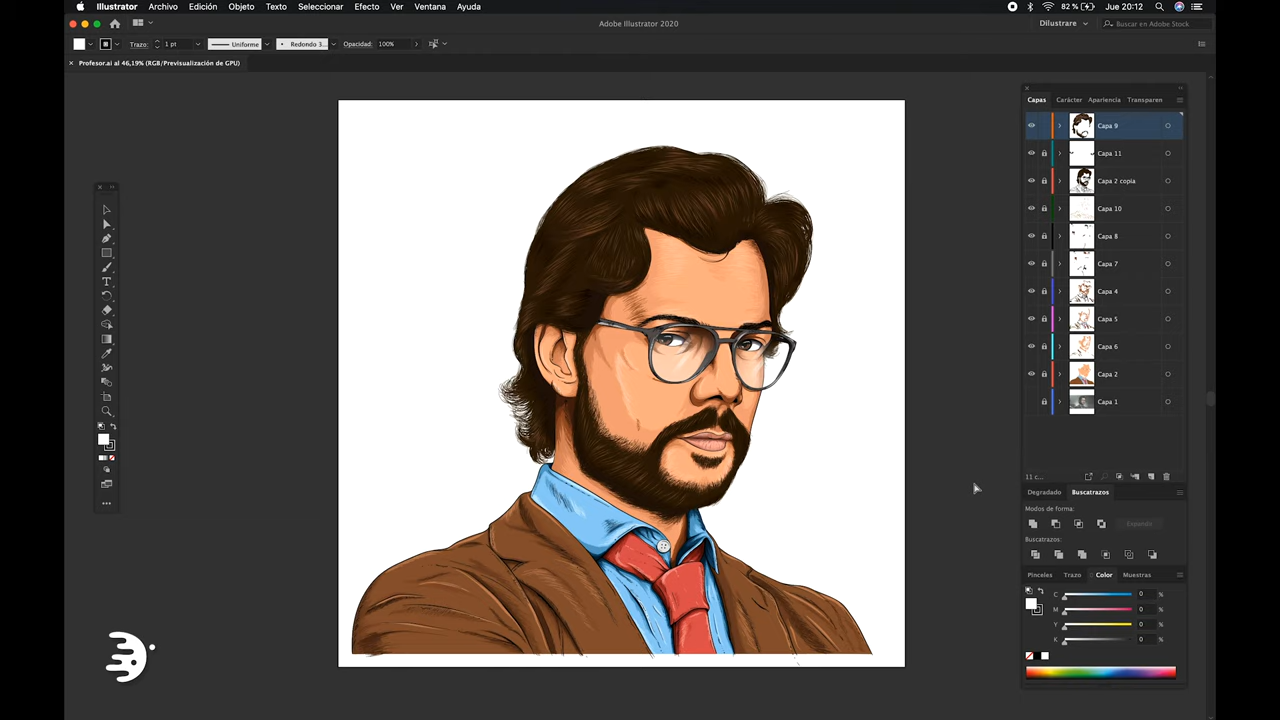 Illustrator Archivo Edición Objeto Texto Seleccionar Efecto Ver Ventana Ayuda 82 % Jue 20:12
Adobe Illustrator 2020 Dilustrare Buscar en Adobe Stock
Trazo: 1 pt Uniforme Redondo 3... Opacidad: 100%
Profesor.ai al 46,19% (RGB/Previsualización de GPU)
Capas Carácter Apariencia Transparen
Capa 9
Capa 11
Capa 2 copia
Capa 10
Capa 8
Capa 7
Capa 4
Capa 5
Capa 6
Capa 2
Capa 1
11 c...
Degradado Buscatrazos
Modos de forma:
Expandir
Buscatrazos:
Pinceles Trazo Color Muestras
C 0 %
M 0 %
Y 0 %
K 0 %